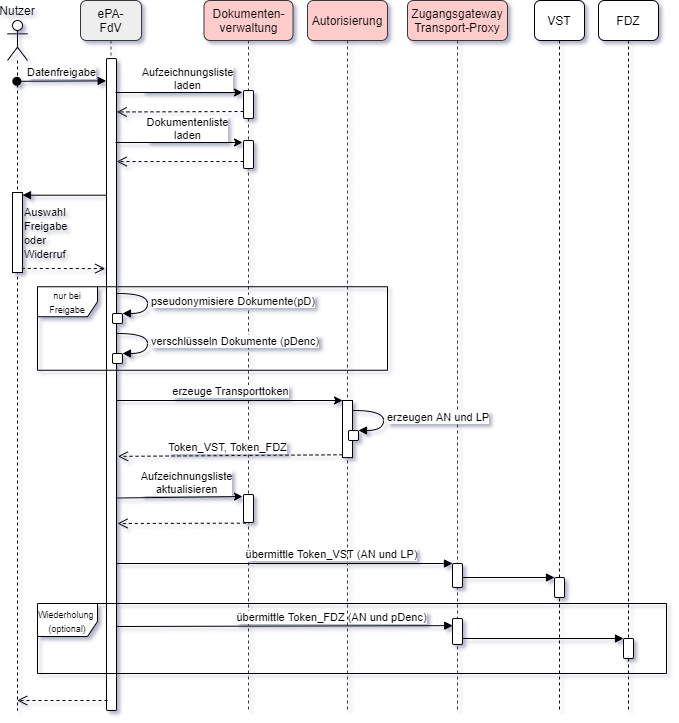 Nutzer
ePA-
FdV
Dokumenten-
verwaltung
Autorisierung
Zugangsgateway
Transport-Proxy
VST
FDZ
Datenfreigabe
Aufzeichnungsliste
laden
Dokumentenliste
laden
Auswahl
Freigabe
oder
Widerruf
nur bei
Freigabe
pseudonymisiere Dokumente(pD)
verschlüsseln Dokumente (pDenc)
erzeuge Transporttoken
erzeugen AN und LP
Token_VST, Token_FDZ
Aufzeichnungsliste
aktualisieren
übermittle Token_VST (AN und LP)
Wiederholung
(optional)
übermittle Token_FDZ (AN und pDenc)